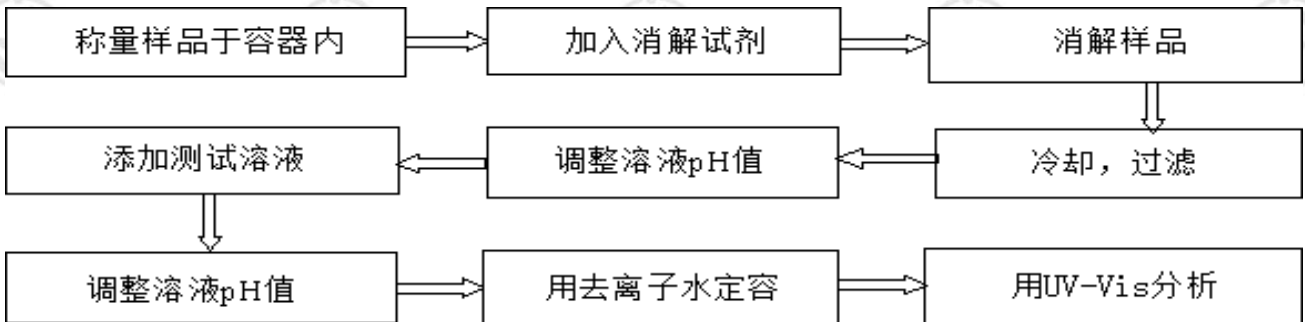 称量样品于容器内
加入消解试剂
消解样品
冷却，过滤
调整溶液pH值
添加测试溶液
调整溶液pH值
用去离子水定容
用UV-Vis分析